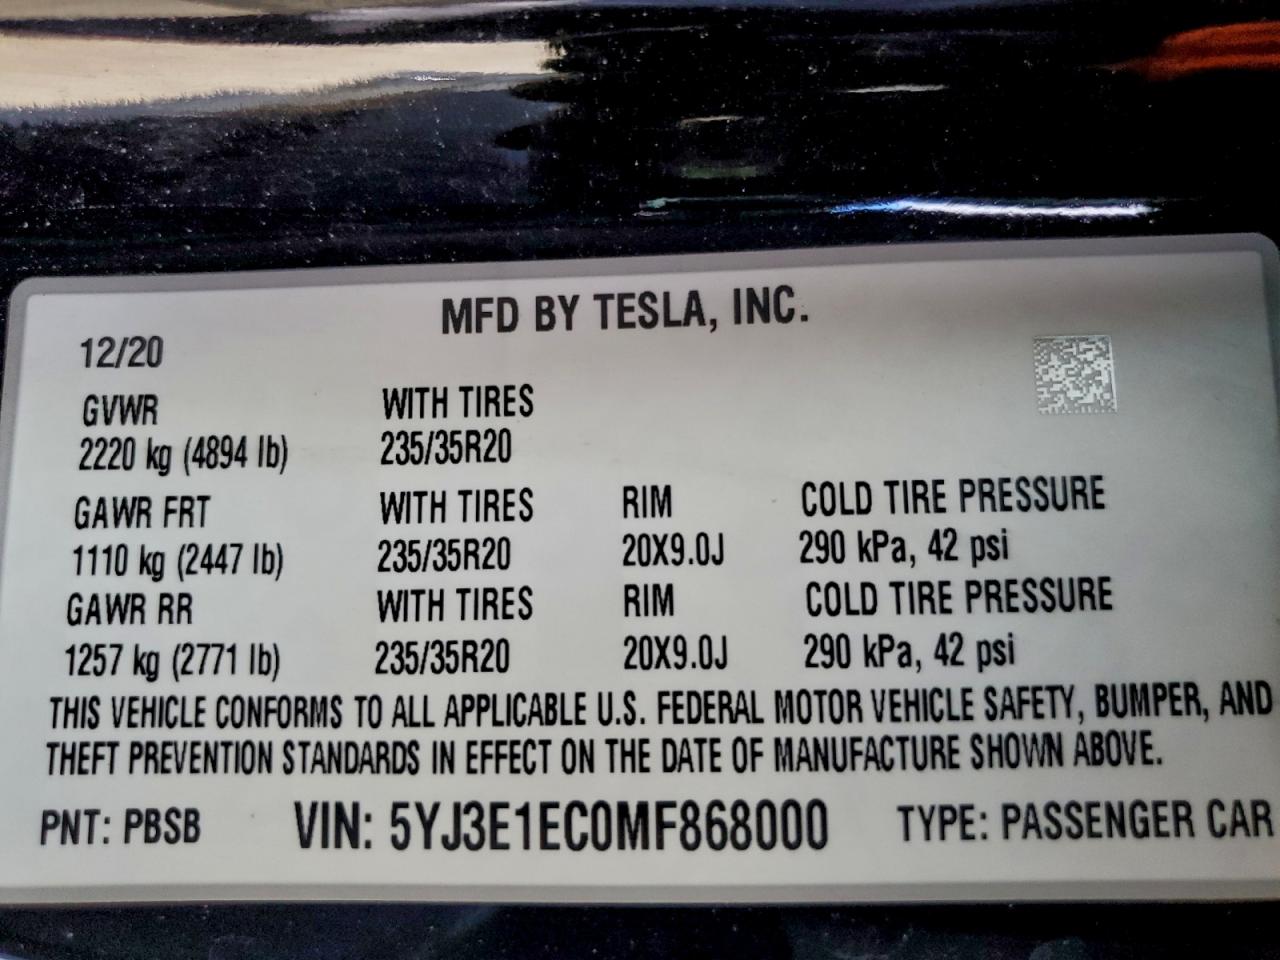 MFD BY TESLA, INC.
12/20
GVWR WITH TIRES
2220 kg (4894 lb) 235/35R20
GAWR FRT WITH TIRES RIM COLD TIRE PRESSURE
1110 kg (2447 lb) 235/35R20 20X9.0J 290 kPa, 42 psi
GAWR RR WITH TIRES RIM COLD TIRE PRESSURE
1257 kg (2771 lb) 235/35R20 20X9.0J 290 kPa, 42 psi
THIS VEHICLE CONFORMS TO ALL APPLICABLE U.S. FEDERAL MOTOR VEHICLE SAFETY, BUMPER, AND
THEFT PREVENTION STANDARDS IN EFFECT ON THE DATE OF MANUFACTURE SHOWN ABOVE.
PNT: PBSB VIN: 5YJ3E1EC0MF868000 TYPE: PASSENGER CAR